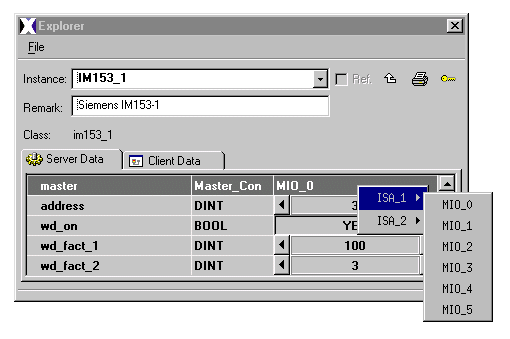 Explorer
File
Instance: IM153_1 Ref.
Remark: Siemens IM153-1
Class: im153_1
Server Data Client Data
master Master_Con MIO_0
address DINT 3
wd_on BOOL YE
wd_fact_1 DINT 100
wd_fact_2 DINT 3
ISA_1
ISA_2
MIO_0
MIO_1
MIO_2
MIO_3
MIO_4
MIO_5